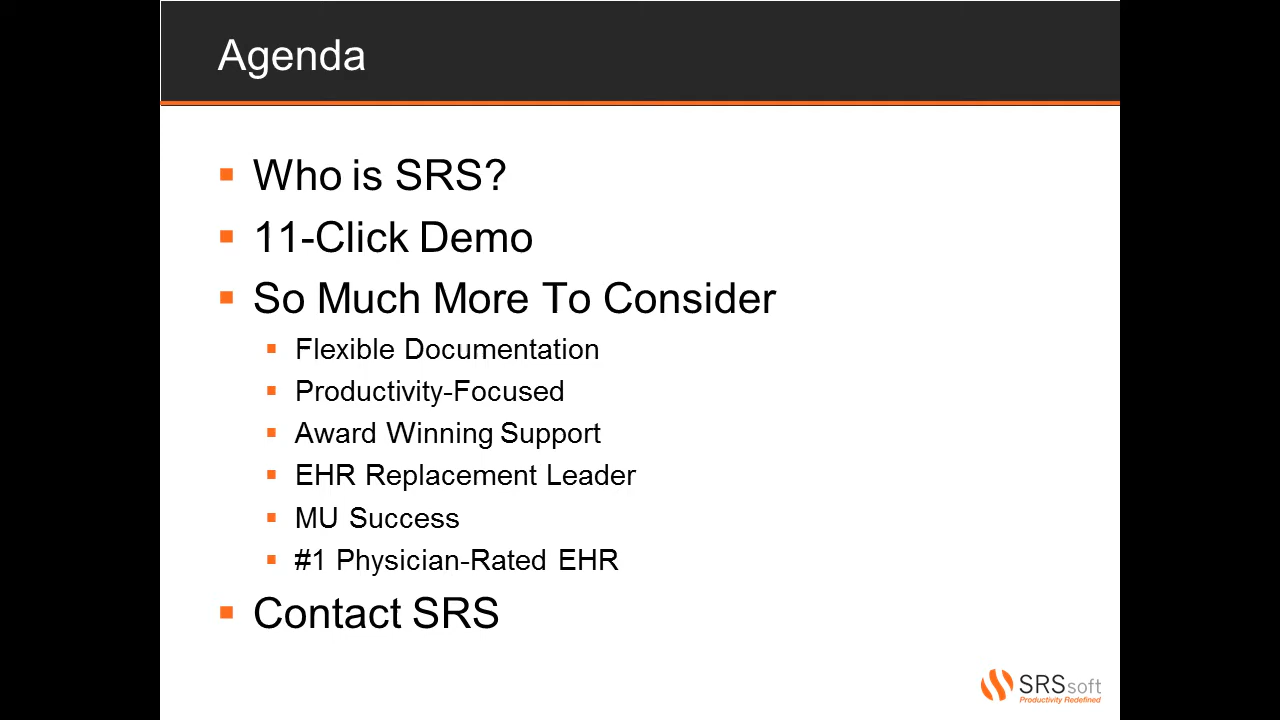 Agenda
Who is SRS?
11-Click Demo
So Much More To Consider
Flexible Documentation
Productivity-Focused
Award Winning Support
EHR Replacement Leader
MU Success
#1 Physician-Rated EHR
Contact SRS
SRSsoft
Productivity Redefined